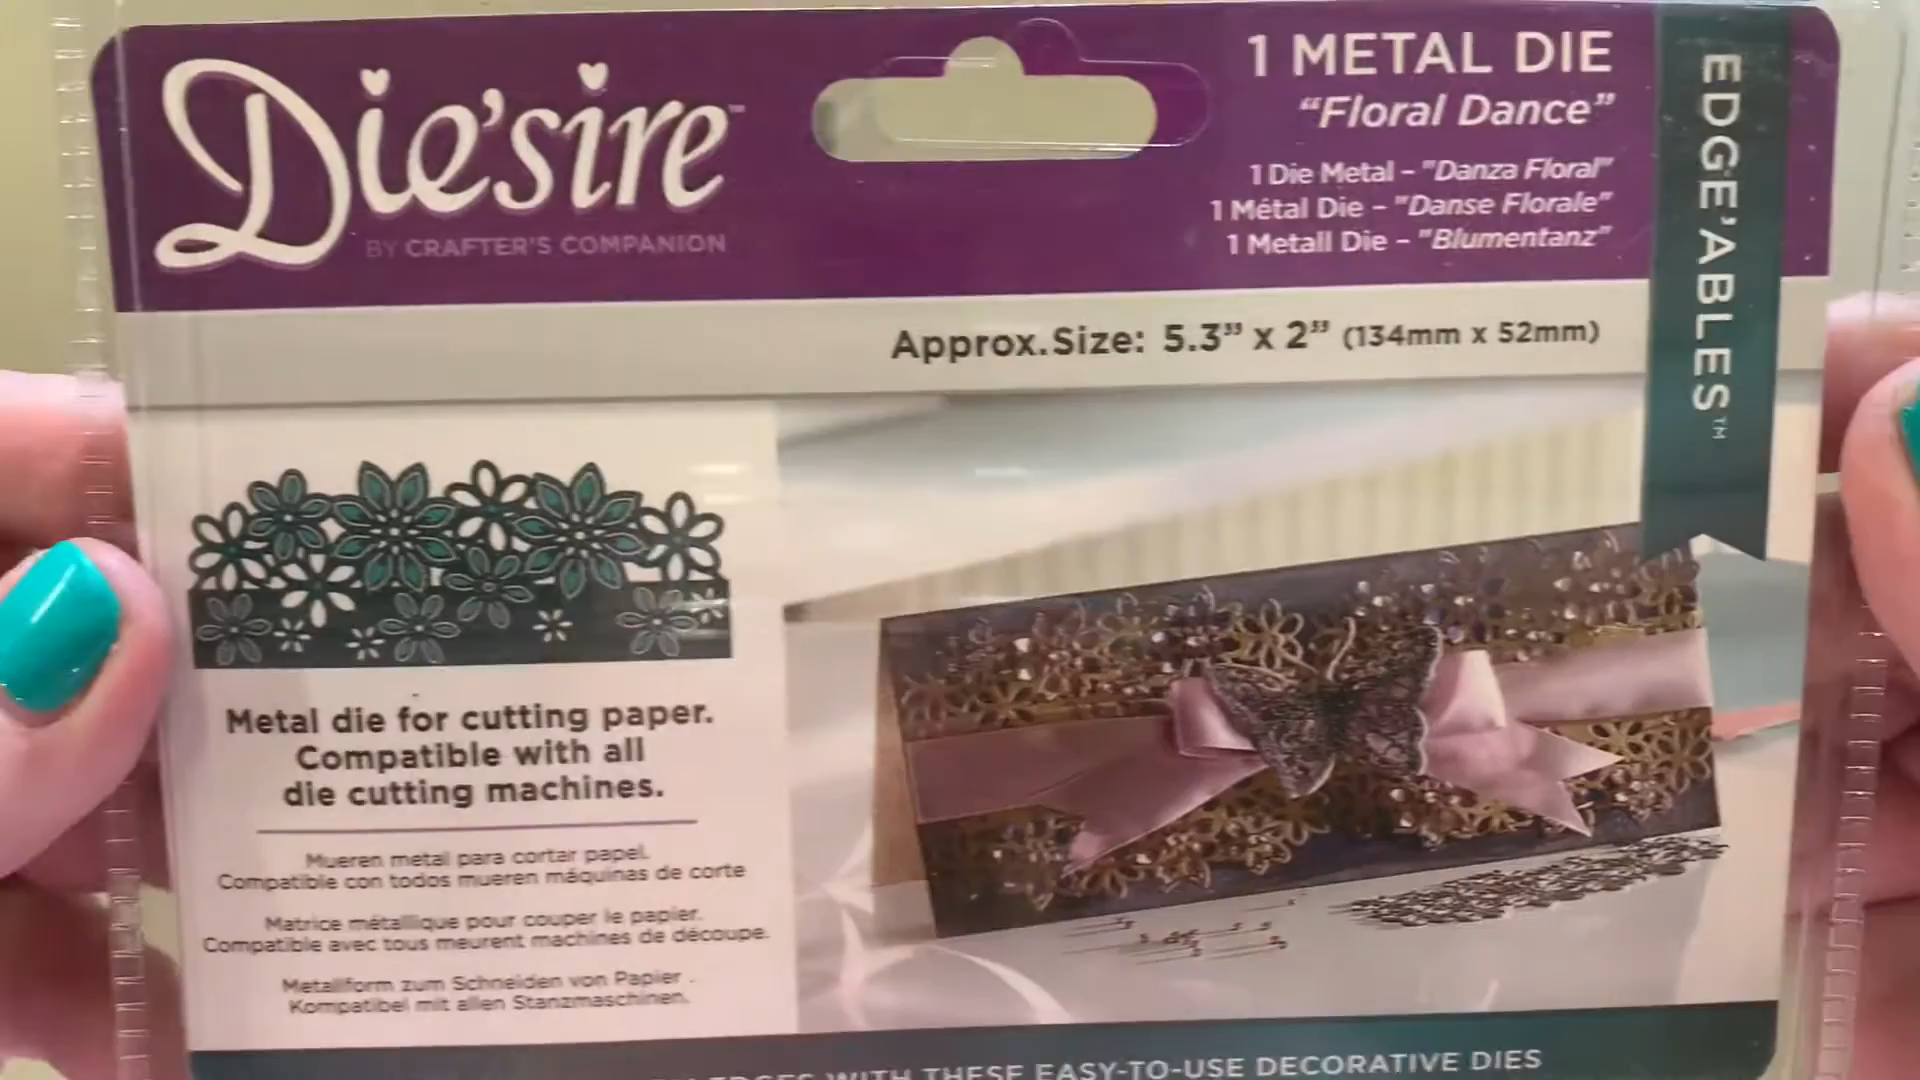 Die'sire™
BY CRAFTER'S COMPANION
1 METAL DIE
“Floral Dance”
1 Die Metal - "Danza Floral"
1 Métal Die - "Danse Florale"
1 Metall Die - "Blumentanz"
EDGE'ABLES™
Approx.Size: 5.3” x 2” (134mm x 52mm)
Metal die for cutting paper.
Compatible with all
die cutting machines.
Mueren metal para cortar papel.
Compatible con todos mueren máquinas de corte
Matrice métallique pour couper le papier.
Compatible avec tous meurent machines de découpe.
Metallform zum Schneiden von Papier .
Kompatibel mit allen Stanzmaschinen.
EDGES WITH THESE EASY-TO-USE DECORATIVE DIES